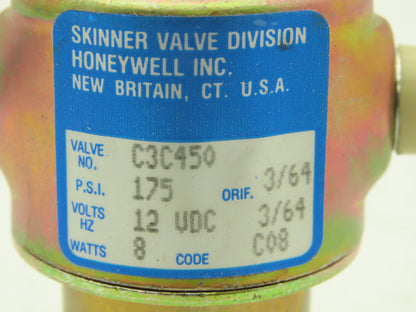 SKINNER VALVE DIVISION
HONEYWELL INC.
NEW BRITAIN, CT. U.S.A.
VALVE NO. C3C450
P.S.I. 175 ORIF. 3/64
VOLTS HZ 12 VDC 3/64
WATTS 8 CODE C08